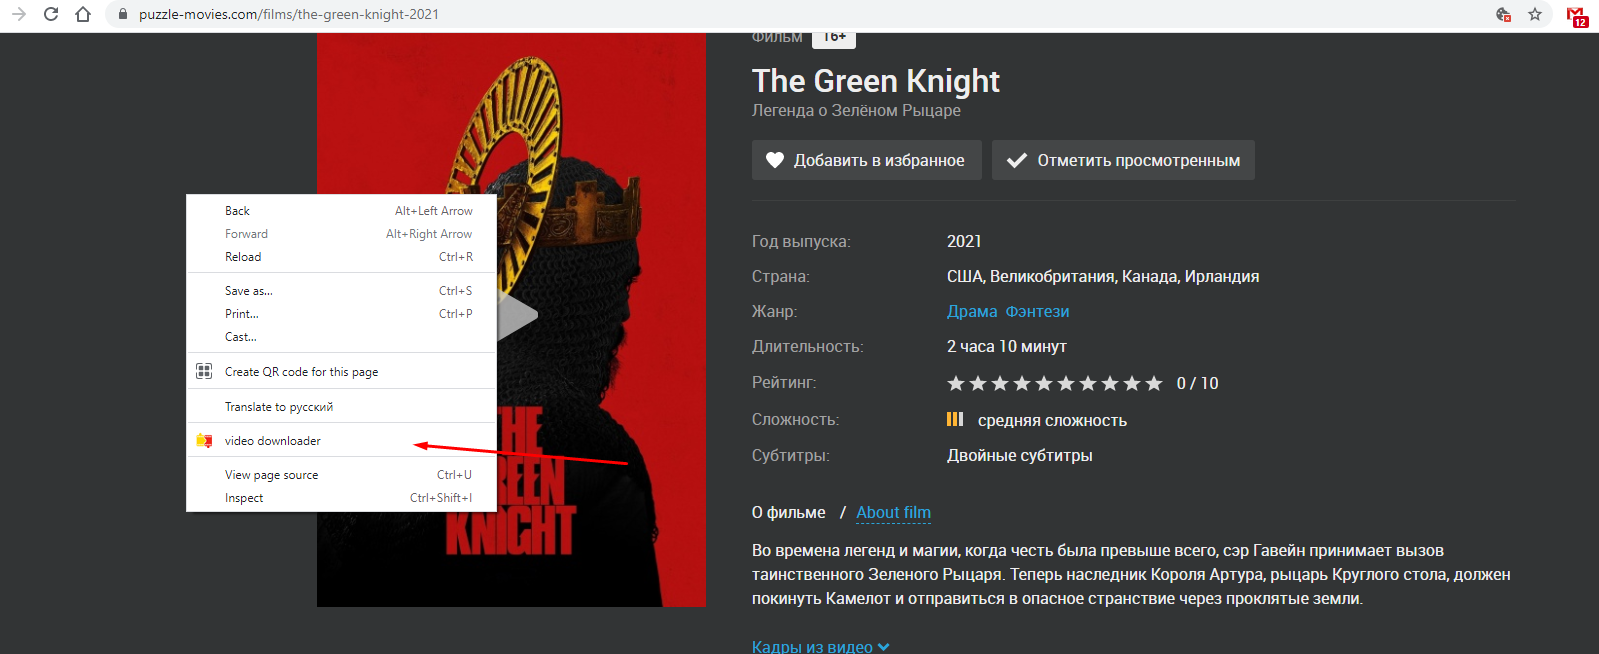 puzzle-movies.com/films/the-green-knight-2021
12
Фильм 16+
The Green Knight
Легенда о Зелёном Рыцаре
Добавить в избранное
Отметить просмотренным
Back Alt+Left Arrow
Forward Alt+Right Arrow
Reload Ctrl+R
Save as... Ctrl+S
Print... Ctrl+P
Cast...
Create QR code for this page
Translate to русский
video downloader
View page source Ctrl+U
Inspect Ctrl+Shift+I
KNIGHT
Год выпуска: 2021
Страна: США, Великобритания, Канада, Ирландия
Жанр: Драма Фэнтези
Длительность: 2 часа 10 минут
Рейтинг: 0 / 10
Сложность: средняя сложность
Субтитры: Двойные субтитры
О фильме / About film
Во времена легенд и магии, когда честь была превыше всего, сэр Гавейн принимает вызов
таинственного Зеленого Рыцаря. Теперь наследник Короля Артура, рыцарь Круглого стола, должен
покинуть Камелот и отправиться в опасное странствие через проклятые земли.
Кадры из видео